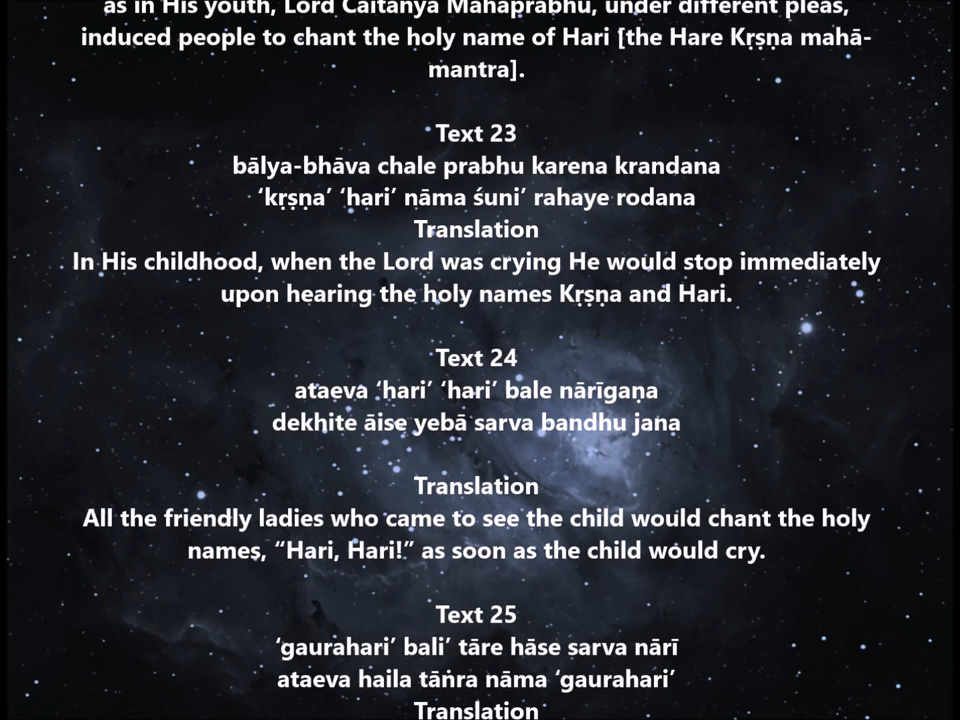 as in His youth, Lord Caitanya Mahāprabhu, under different pleas,
induced people to chant the holy name of Hari [the Hare Kṛṣṇa mahā-
mantra].
Text 23
bālya-bhāva chale prabhu karena krandana
‘kṛṣṇa’ ‘hari’ nāma śuni’ rahaye rodana
Translation
In His childhood, when the Lord was crying He would stop immediately
upon hearing the holy names Kṛṣṇa and Hari.
Text 24
ataeva ‘hari’ ‘hari’ bale nārīgaṇa
dekhite āise yebā sarva bandhu jana
Translation
All the friendly ladies who came to see the child would chant the holy
names, “Hari, Hari!” as soon as the child would cry.
Text 25
‘gaurahari’ bali’ tāre hāse sarva nārī
ataeva haila tāṅra nāma ‘gaurahari’
Translation